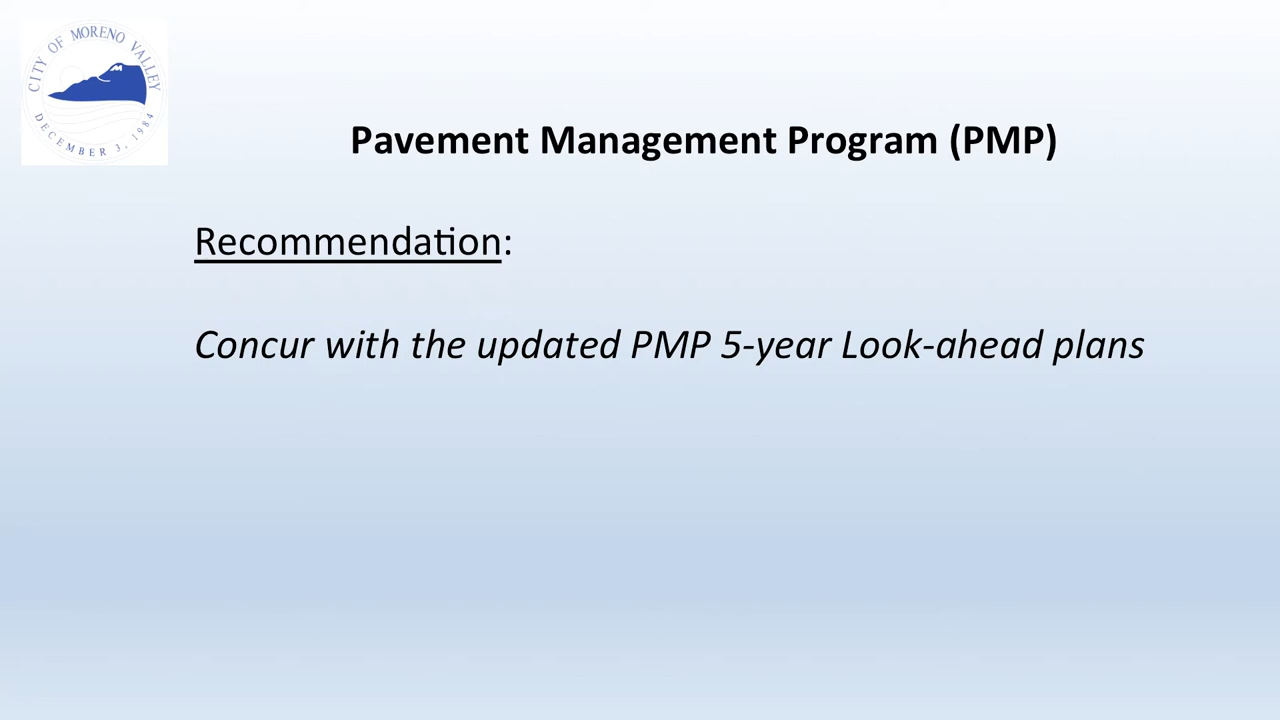 CITY OF MORENO VALLEY
DECEMBER 3, 1984
Pavement Management Program (PMP)
Recommendation:
Concur with the updated PMP 5-year Look-ahead plans